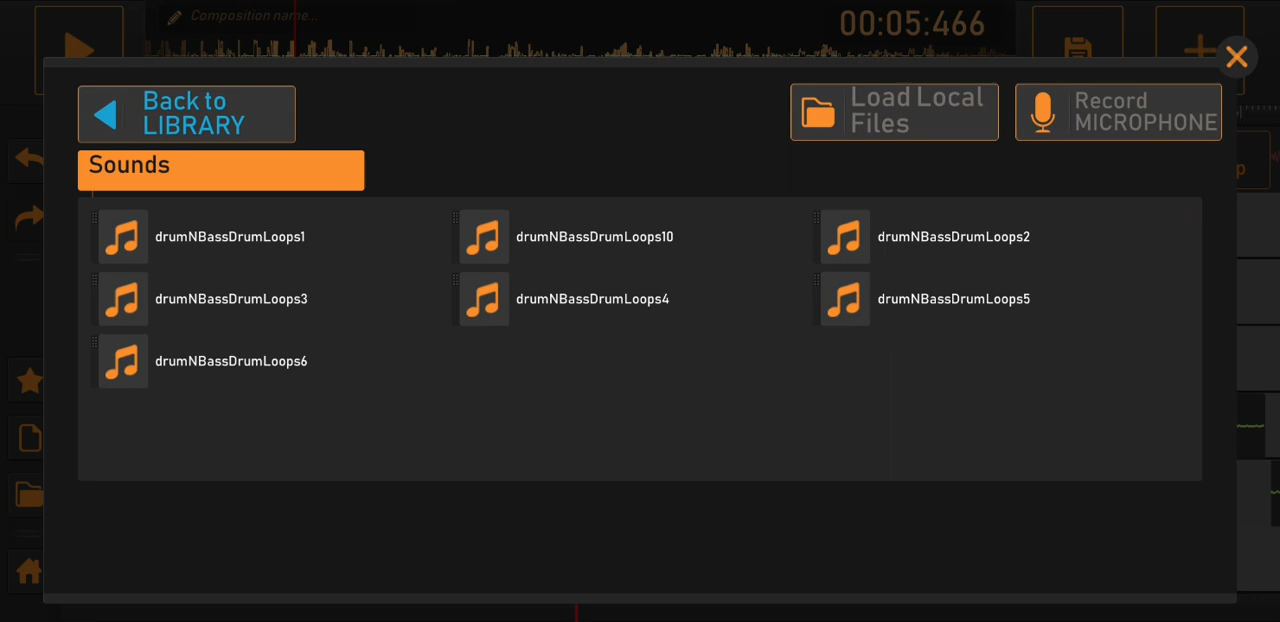 Composition name...
00:05:466
Back to
LIBRARY
Load Local
Files
Record
MICROPHONE
Sounds
drumNBassDrumLoops1
drumNBassDrumLoops10
drumNBassDrumLoops2
drumNBassDrumLoops3
drumNBassDrumLoops4
drumNBassDrumLoops5
drumNBassDrumLoops6